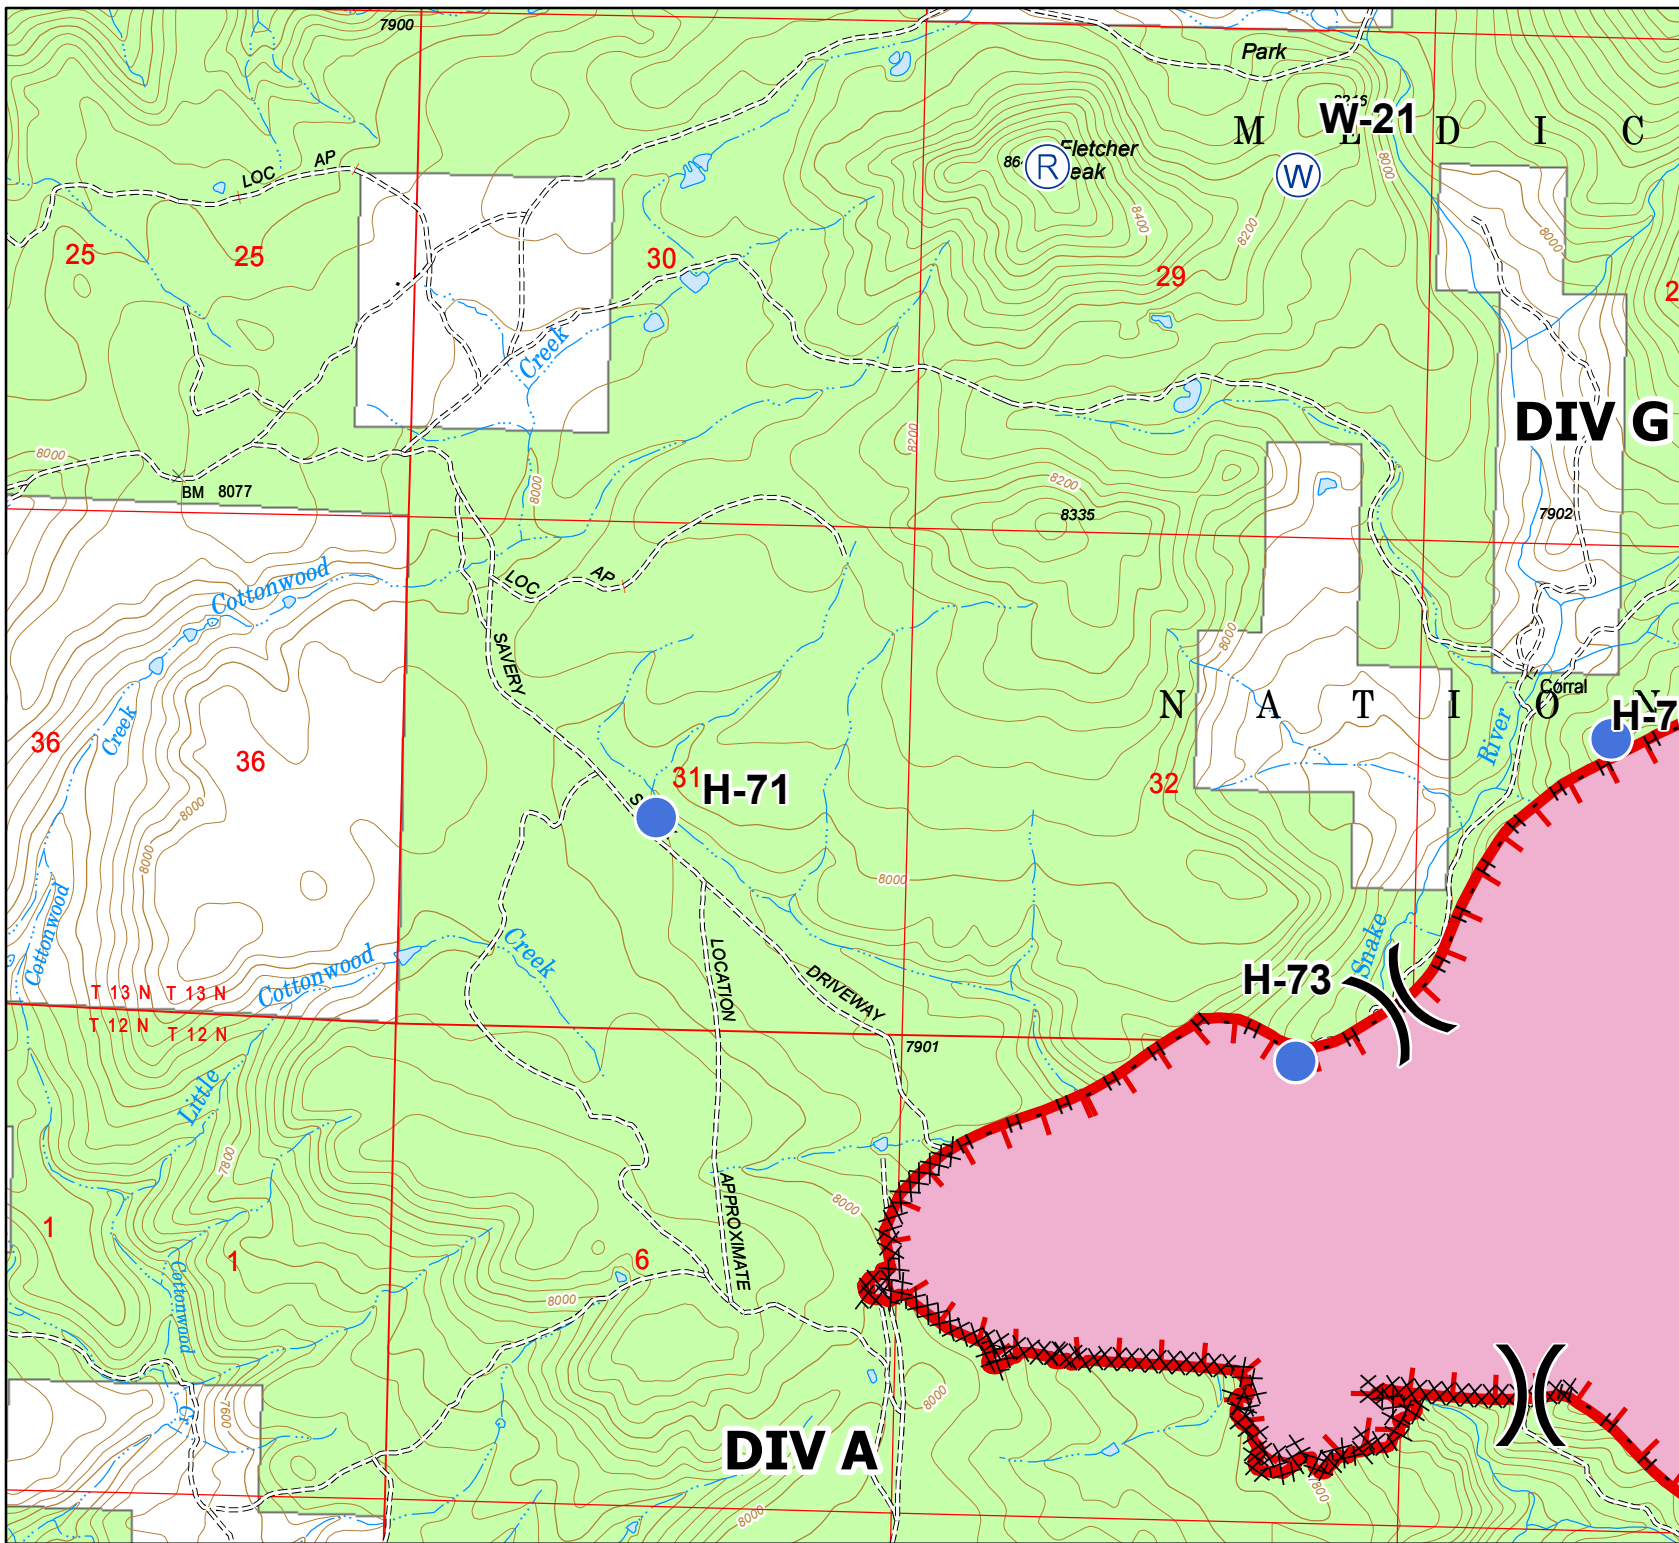 7900
Park
8216
W-21
M E D I C
LOC AP
Fletcher
R
W
8000
8400
8200
8000
25
25
30
29
Creek
DIV G
8000
8200
8200
BM 8077
8000
8335
7902
Cottonwood
LOC AP
8000
SAVERY
Corral
N A T I O N
River
Creek
36
36
31
H-71
32
8000
8000
8000
Cottonwood
Creek
Cottonwood
LOCATION
DRIVEWAY
H-73
Snake
T 13 N T 13 N
T 12 N T 12 N
7901
Little
7800
APPROXIMATE
8000
1
1
6
Cottonwood
8000
8000
7600
DIV A
8000